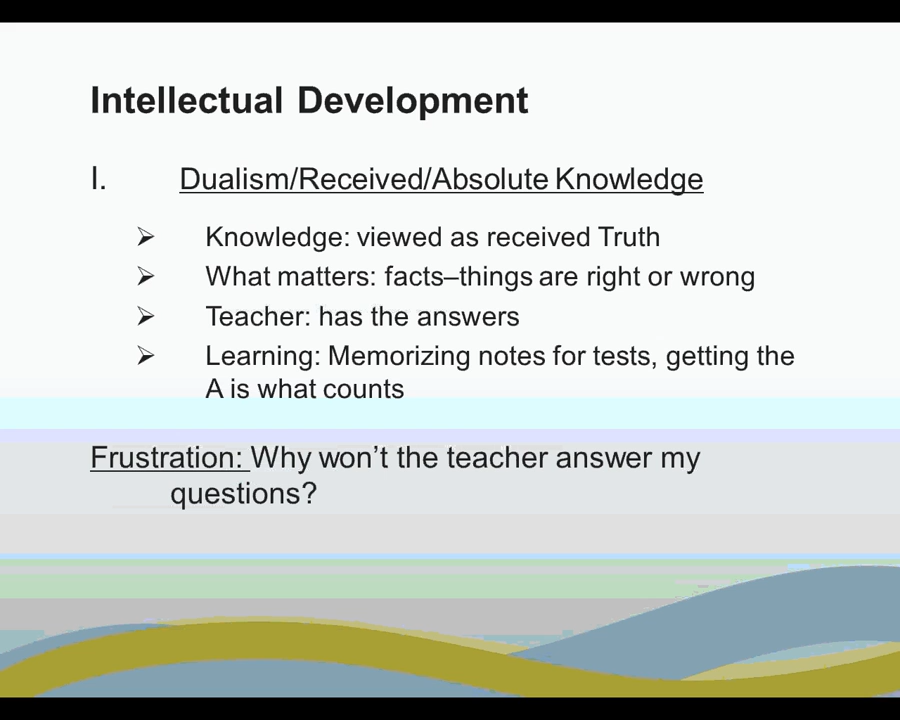 Intellectual Development
I. Dualism/Received/Absolute Knowledge
➢ Knowledge: viewed as received Truth
➢ What matters: facts–things are right or wrong
➢ Teacher: has the answers
➢ Learning: Memorizing notes for tests, getting the
A is what counts
Frustration: Why won’t the teacher answer my
questions?